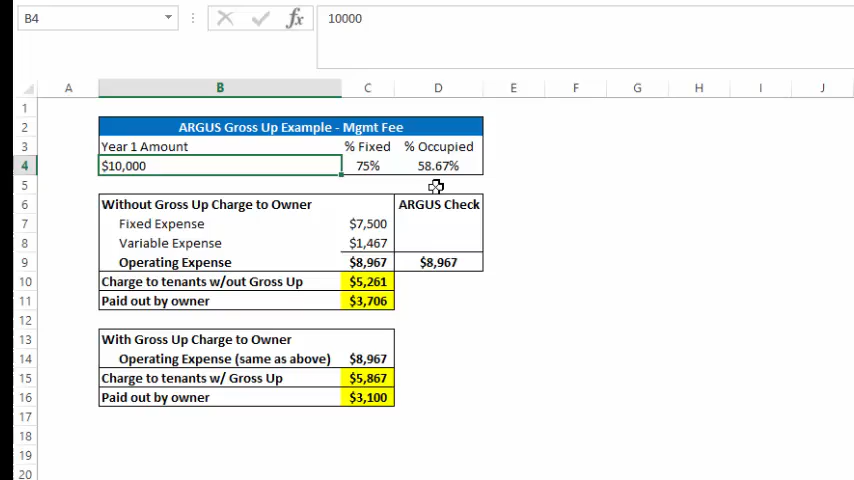 B4 fx 10000
A B C D E F G H I J
1
2 ARGUS Gross Up Example - Mgmt Fee
3 Year 1 Amount % Fixed % Occupied
4 $10,000 75% 58.67%
5
6 Without Gross Up Charge to Owner ARGUS Check
7 Fixed Expense $7,500
8 Variable Expense $1,467
9 Operating Expense $8,967 $8,967
10 Charge to tenants w/out Gross Up $5,261
11 Paid out by owner $3,706
12
13 With Gross Up Charge to Owner
14 Operating Expense (same as above) $8,967
15 Charge to tenants w/ Gross Up $5,867
16 Paid out by owner $3,100
17
18
19
20